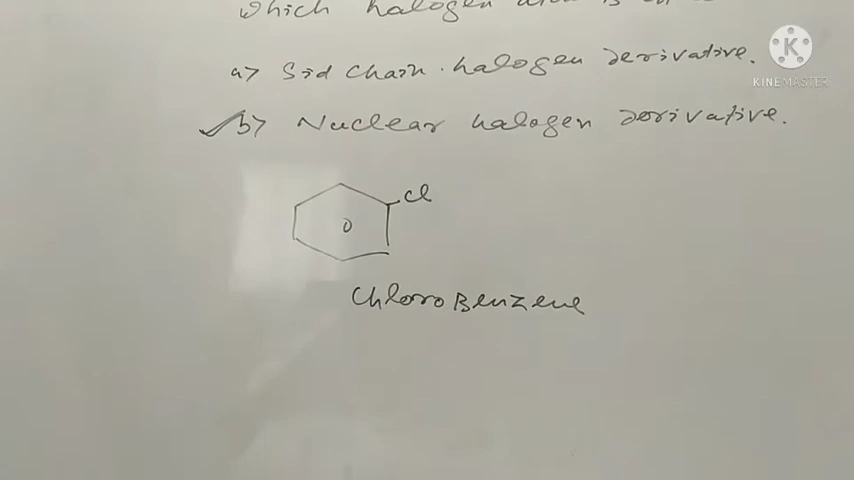 which halogen
K
KINEMASTER
a> Sid chain. halogen derivative.
b> Nuclear halogen derivative.
Cl
Chloro Benzene